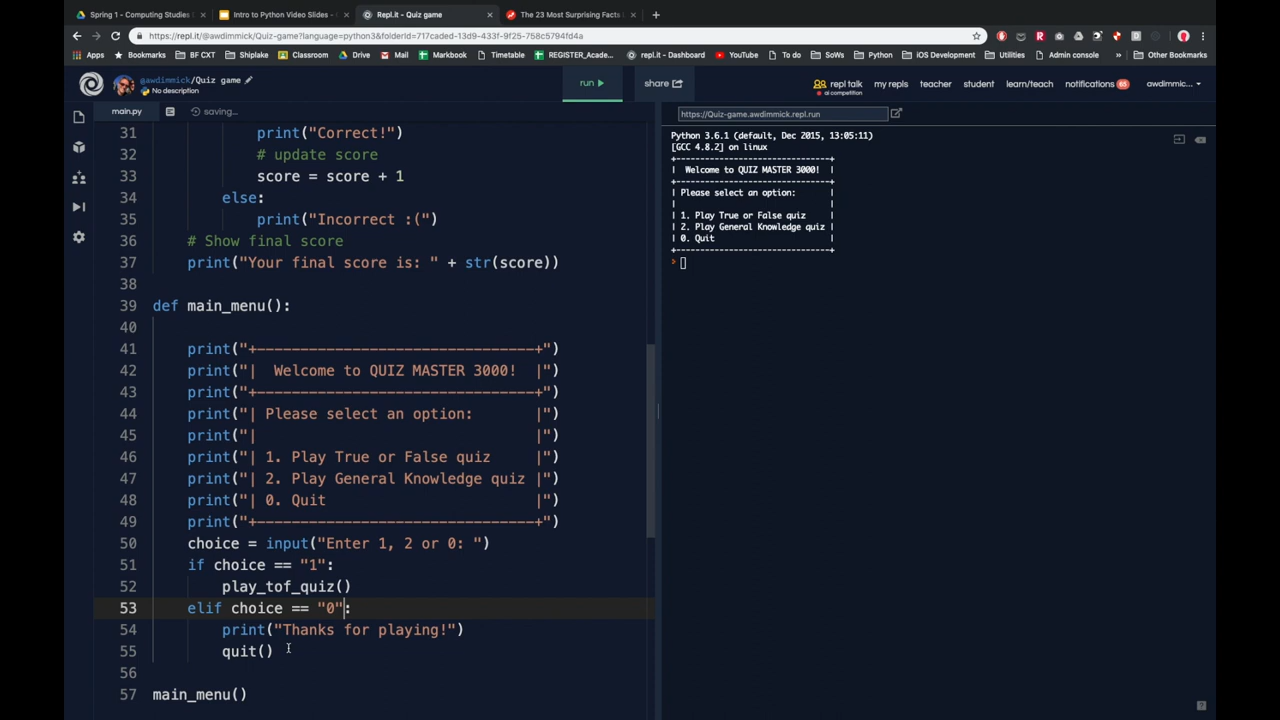 Spring 1 - Computing Studies
Intro to Python Video Slides -
Repl.it - Quiz game
The 23 Most Surprising Facts
https://repl.it/@awdimmick/Quiz-game?language=python3&folderId=717caded-13d9-433f-9f25-758c5794fd4a
Apps Bookmarks BF CXT Shiplake Classroom Timetable REGISTER_Acade... Mail Markbook repl.it - Dashboard YouTube To do SoWs Python iOS Development Utilities Admin console Other Bookmarks
@awdimmick/Quiz game
No description
run
share
repl talk
ai competition
my repls teacher student learn/teach notifications 65 awdimmic...
main.py
saving...
https://Quiz-game.awdimmick.repl.run
31 print("Correct!")
32 # update score
33 score = score + 1
34 else:
35 print("Incorrect :(")
36 # Show final score
37 print("Your final score is: " + str(score))
38
39 def main_menu():
40
41 print("+--------------------------------+")
42 print("|  Welcome to QUIZ MASTER 3000!  |")
43 print("+--------------------------------+")
44 print("| Please select an option:       |")
45 print("|                                |")
46 print("| 1. Play True or False quiz     |")
47 print("| 2. Play General Knowledge quiz |")
48 print("| 0. Quit                        |")
49 print("+--------------------------------+")
50 choice = input("Enter 1, 2 or 0: ")
51 if choice == "1":
52 play_tof_quiz()
53 elif choice == "0":
54 print("Thanks for playing!")
55 quit()
56
57 main_menu()
Python 3.6.1 (default, Dec 2015, 13:05:11)
[GCC 4.8.2] on linux
+--------------------------------+
|  Welcome to QUIZ MASTER 3000!  |
+--------------------------------+
| Please select an option:       |
|                                |
| 1. Play True or False quiz     |
| 2. Play General Knowledge quiz |
| 0. Quit                        |
+--------------------------------+
>